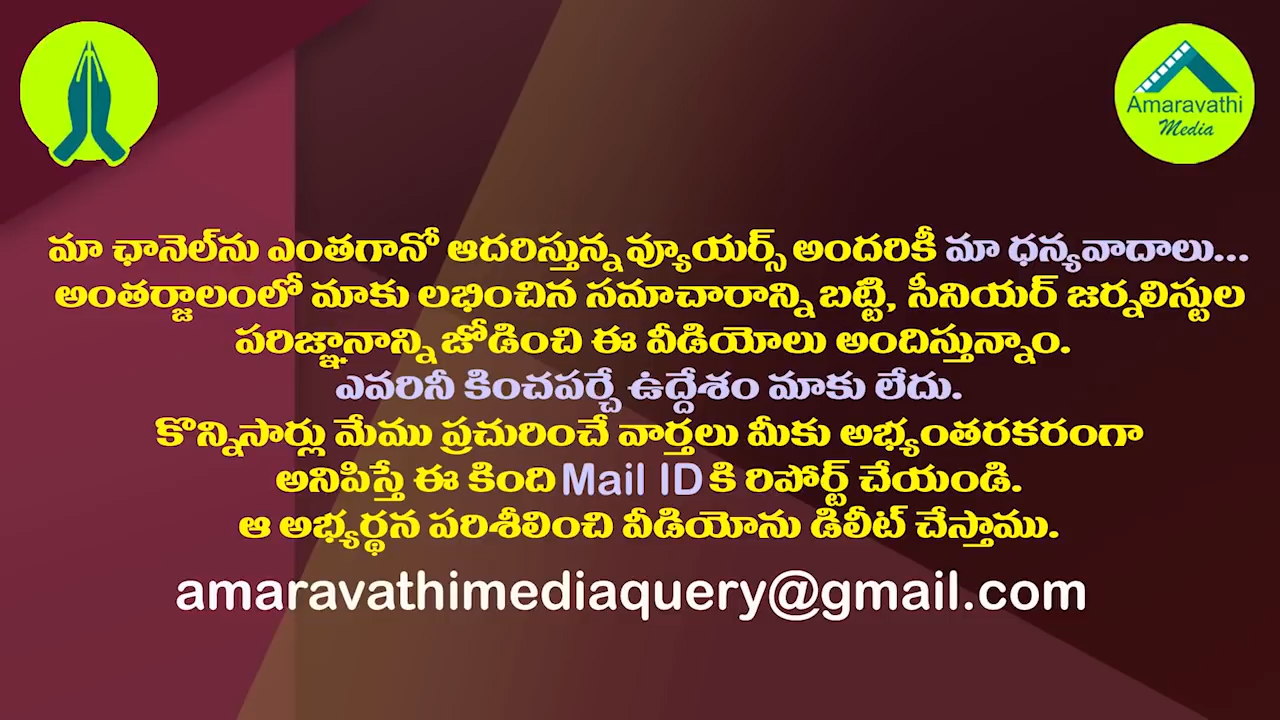 Amaravathi
Media
మా ఛానెల్‌ను ఎంతగానో ఆదరిస్తున్న వ్యూయర్స్ అందరికీ మా ధన్యవాదాలు...
అంతర్జాలంలో మాకు లభించిన సమాచారాన్ని బట్టి, సీనియర్ జర్నలిస్టుల
పరిజ్ఞానాన్ని జోడించి ఈ వీడియోలు అందిస్తున్నాం.
ఎవరినీ కించపర్చే ఉద్దేశం మాకు లేదు.
కొన్నిసార్లు మేము ప్రచురించే వార్తలు మీకు అభ్యంతరకరంగా
అనిపిస్తే ఈ కింది Mail ID కి రిపోర్ట్ చేయండి.
ఆ అభ్యర్థన పరిశీలించి వీడియోను డిలీట్ చేస్తాము.
amaravathimediaquery@gmail.com